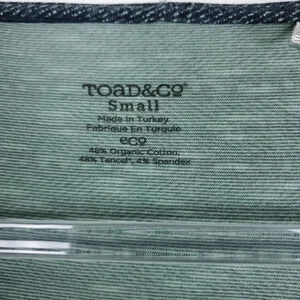 TOAD&CO
Small
Made in Turkey
Fabriqué En Turquie
eco
48% Organic Cotton,
48% Tencel®, 4% Spandex